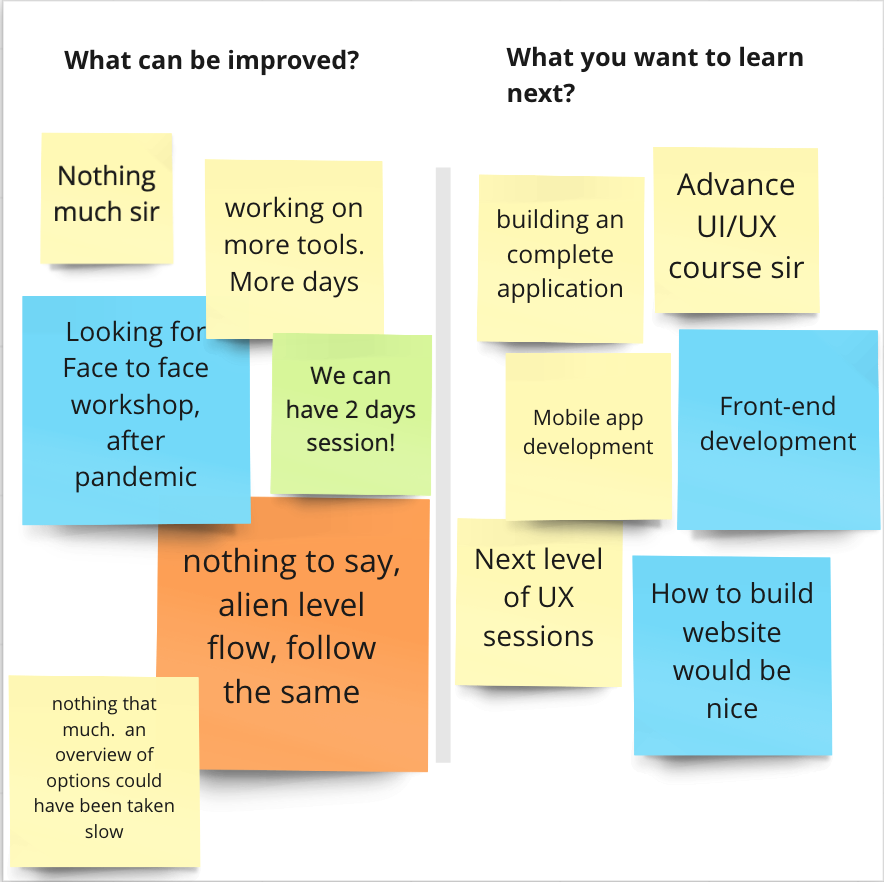 What can be improved?
Nothing
much sir
working on
more tools.
More days
Looking for
Face to face
workshop,
after
pandemic
We can
have 2 days
session!
nothing to say,
alien level
flow, follow
the same
nothing that
much.  an
overview of
options could
have been taken
slow
What you want to learn
next?
building an
complete
application
Advance
UI/UX
course sir
Mobile app
development
Front-end
development
Next level
of UX
sessions
How to build
website
would be
nice